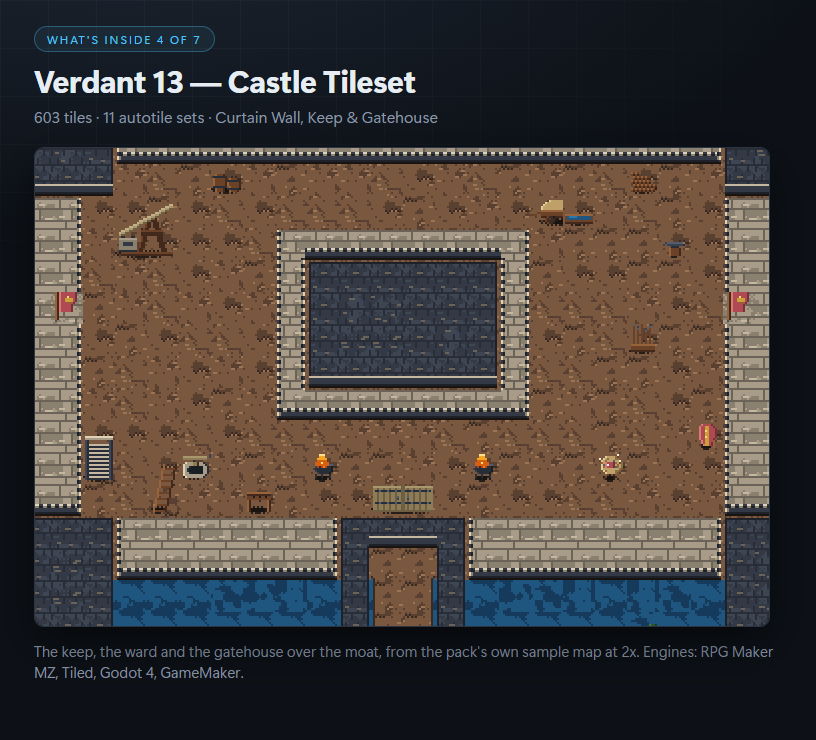 WHAT'S INSIDE 4 OF 7
Verdant 13 — Castle Tileset
603 tiles · 11 autotile sets · Curtain Wall, Keep & Gatehouse
The keep, the ward and the gatehouse over the moat, from the pack's own sample map at 2x. Engines: RPG Maker
MZ, Tiled, Godot 4, GameMaker.